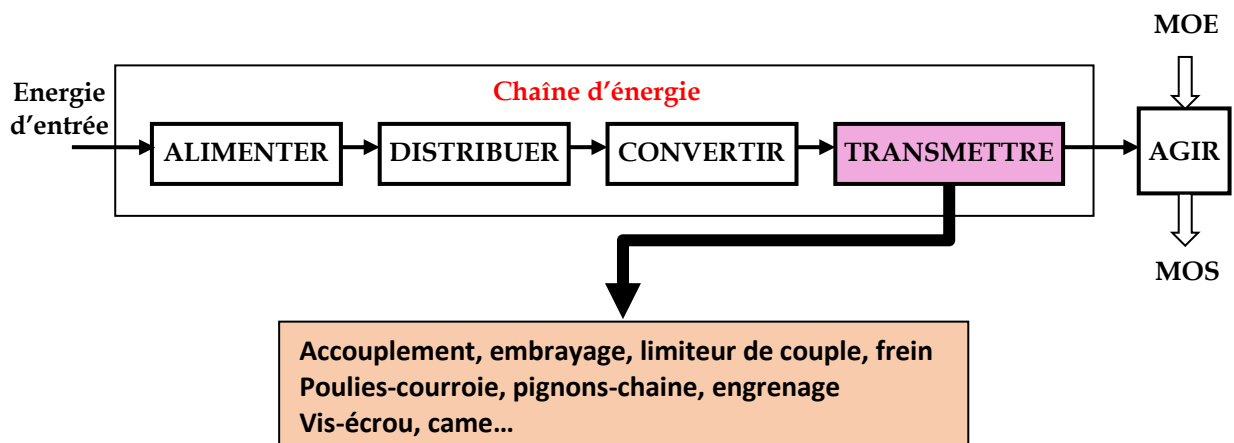 MOE
Energie
d'entrée
Chaîne d'énergie
ALIMENTER
DISTRIBUER
CONVERTIR
TRANSMETTRE
AGIR
MOS
Accouplement, embrayage, limiteur de couple, frein
Poulies-courroie, pignons-chaine, engrenage
Vis-écrou, came…